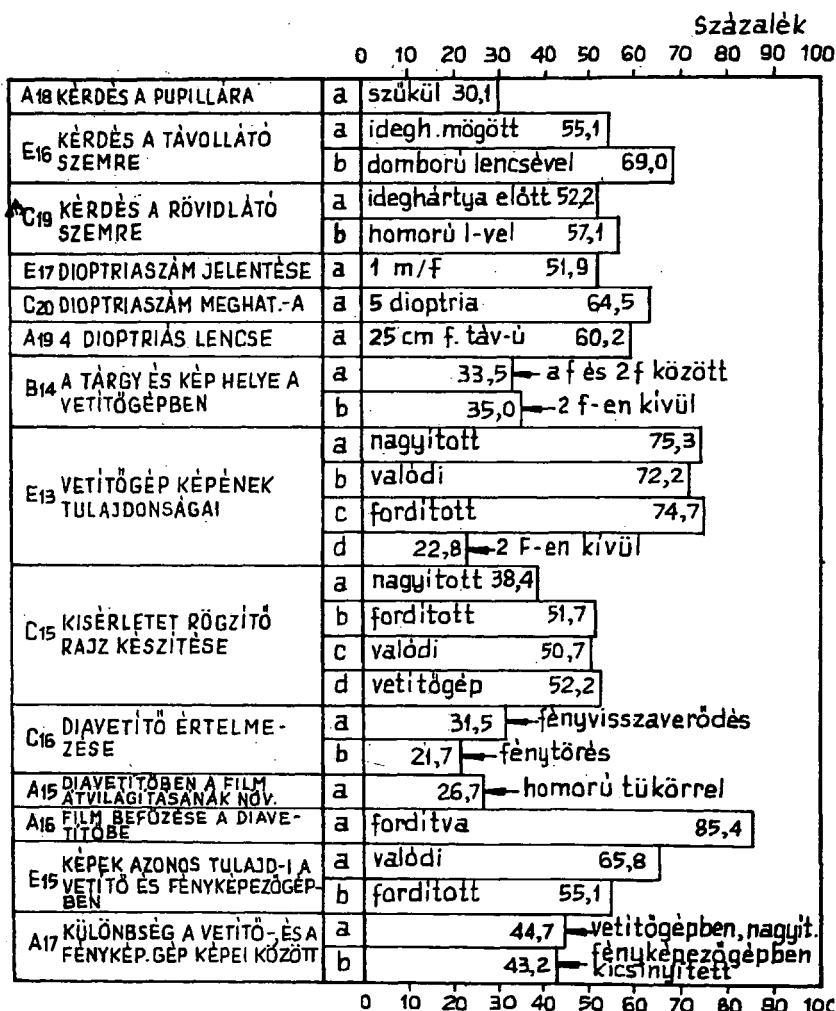 Százalék
0 10 20 30 40 50 60 70 80 90 100
A18 KÉRDÉS A PUPILLÁRA a szűkül 30,1
E16 KÉRDÉS A TÁVOLLÁTÓ SZEMRE a idegh. mögött 55,1
b domború lencsével 69,0
C19 KÉRDÉS A RÖVIDLÁTÓ SZEMRE a ideghártya előtt 52,2
b homorú l-vel 57,1
E17 DIOPTRIASZÁM JELENTÉSE a 1 m/f 51,9
C20 DIOPTRIASZÁM MEGHAT.-A a 5 dioptria 64,5
A19 4 DIOPTRIÁS LENCSE a 25 cm f. táv-ú 60,2
B14 A TÁRGY ÉS KÉP HELYE A VETÍTŐGÉPBEN a 33,5 a f és 2f között
b 35,0 2 f-en kívül
E13 VETÍTŐGÉP KÉPÉNEK TULAJDONSÁGAI a nagyított 75,3
b valódi 72,2
c fordított 74,7
d 22,8 2 F-en kívül
C15 KISÉRLETET RÖGZÍTŐ RAJZ KÉSZÍTÉSE a nagyított 38,4
b fordított 51,7
c valódi 50,7
d vetítőgép 52,2
C16 DIAVETÍTŐ ÉRTELME-ZÉSE a 31,5 fényvisszaverődés
b 21,7 fénytörés
A15 DIAVETÍTŐBEN A FILM ÁTVILÁGITASÁNAK NÖV. a 26,7 homorú tükörrel
A16 FILM BEFŰZÉSE A DIAVE-TÍTŐBE a fordítva 85,4
E15 KÉPEK AZONOS TULAJD-I A VETÍTŐ ÉS FÉNYKÉPEZŐGÉP-BEN a valódi 65,8
b fordított 55,1
A17 KÜLÖNBSÉG A VETÍTŐ-, ÉS A FÉNYKÉP.GÉP KÉPEI KÖZÖTT a 44,7 vetítőgépben, nagyít.
b 43,2 fényképezőgépben kicsinyített
0 10 20 30 40 50 60 70 80 90 100